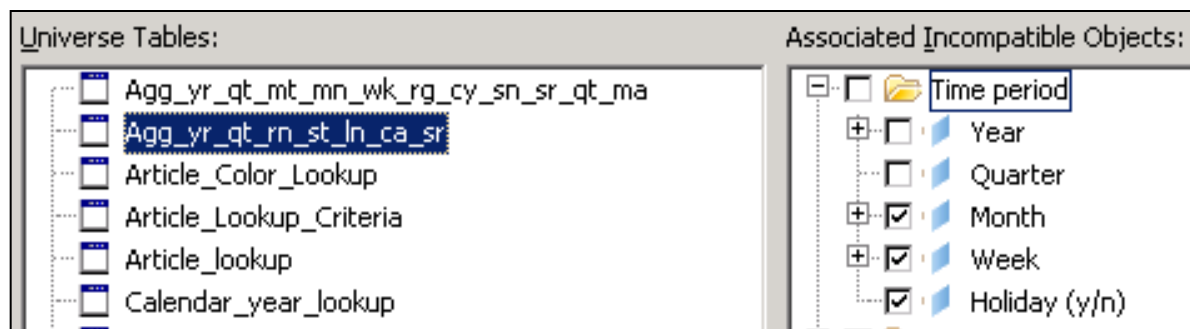 Universe Tables:
Agg_yr_qt_mt_mn_wk_rg_cy_sn_sr_qt_ma
Agg_yr_qt_rn_st_ln_ca_sr
Article_Color_Lookup
Article_Lookup_Criteria
Article_lookup
Calendar_year_lookup
Associated Incompatible Objects:
Time period
Year
Quarter
Month
Week
Holiday (y/n)